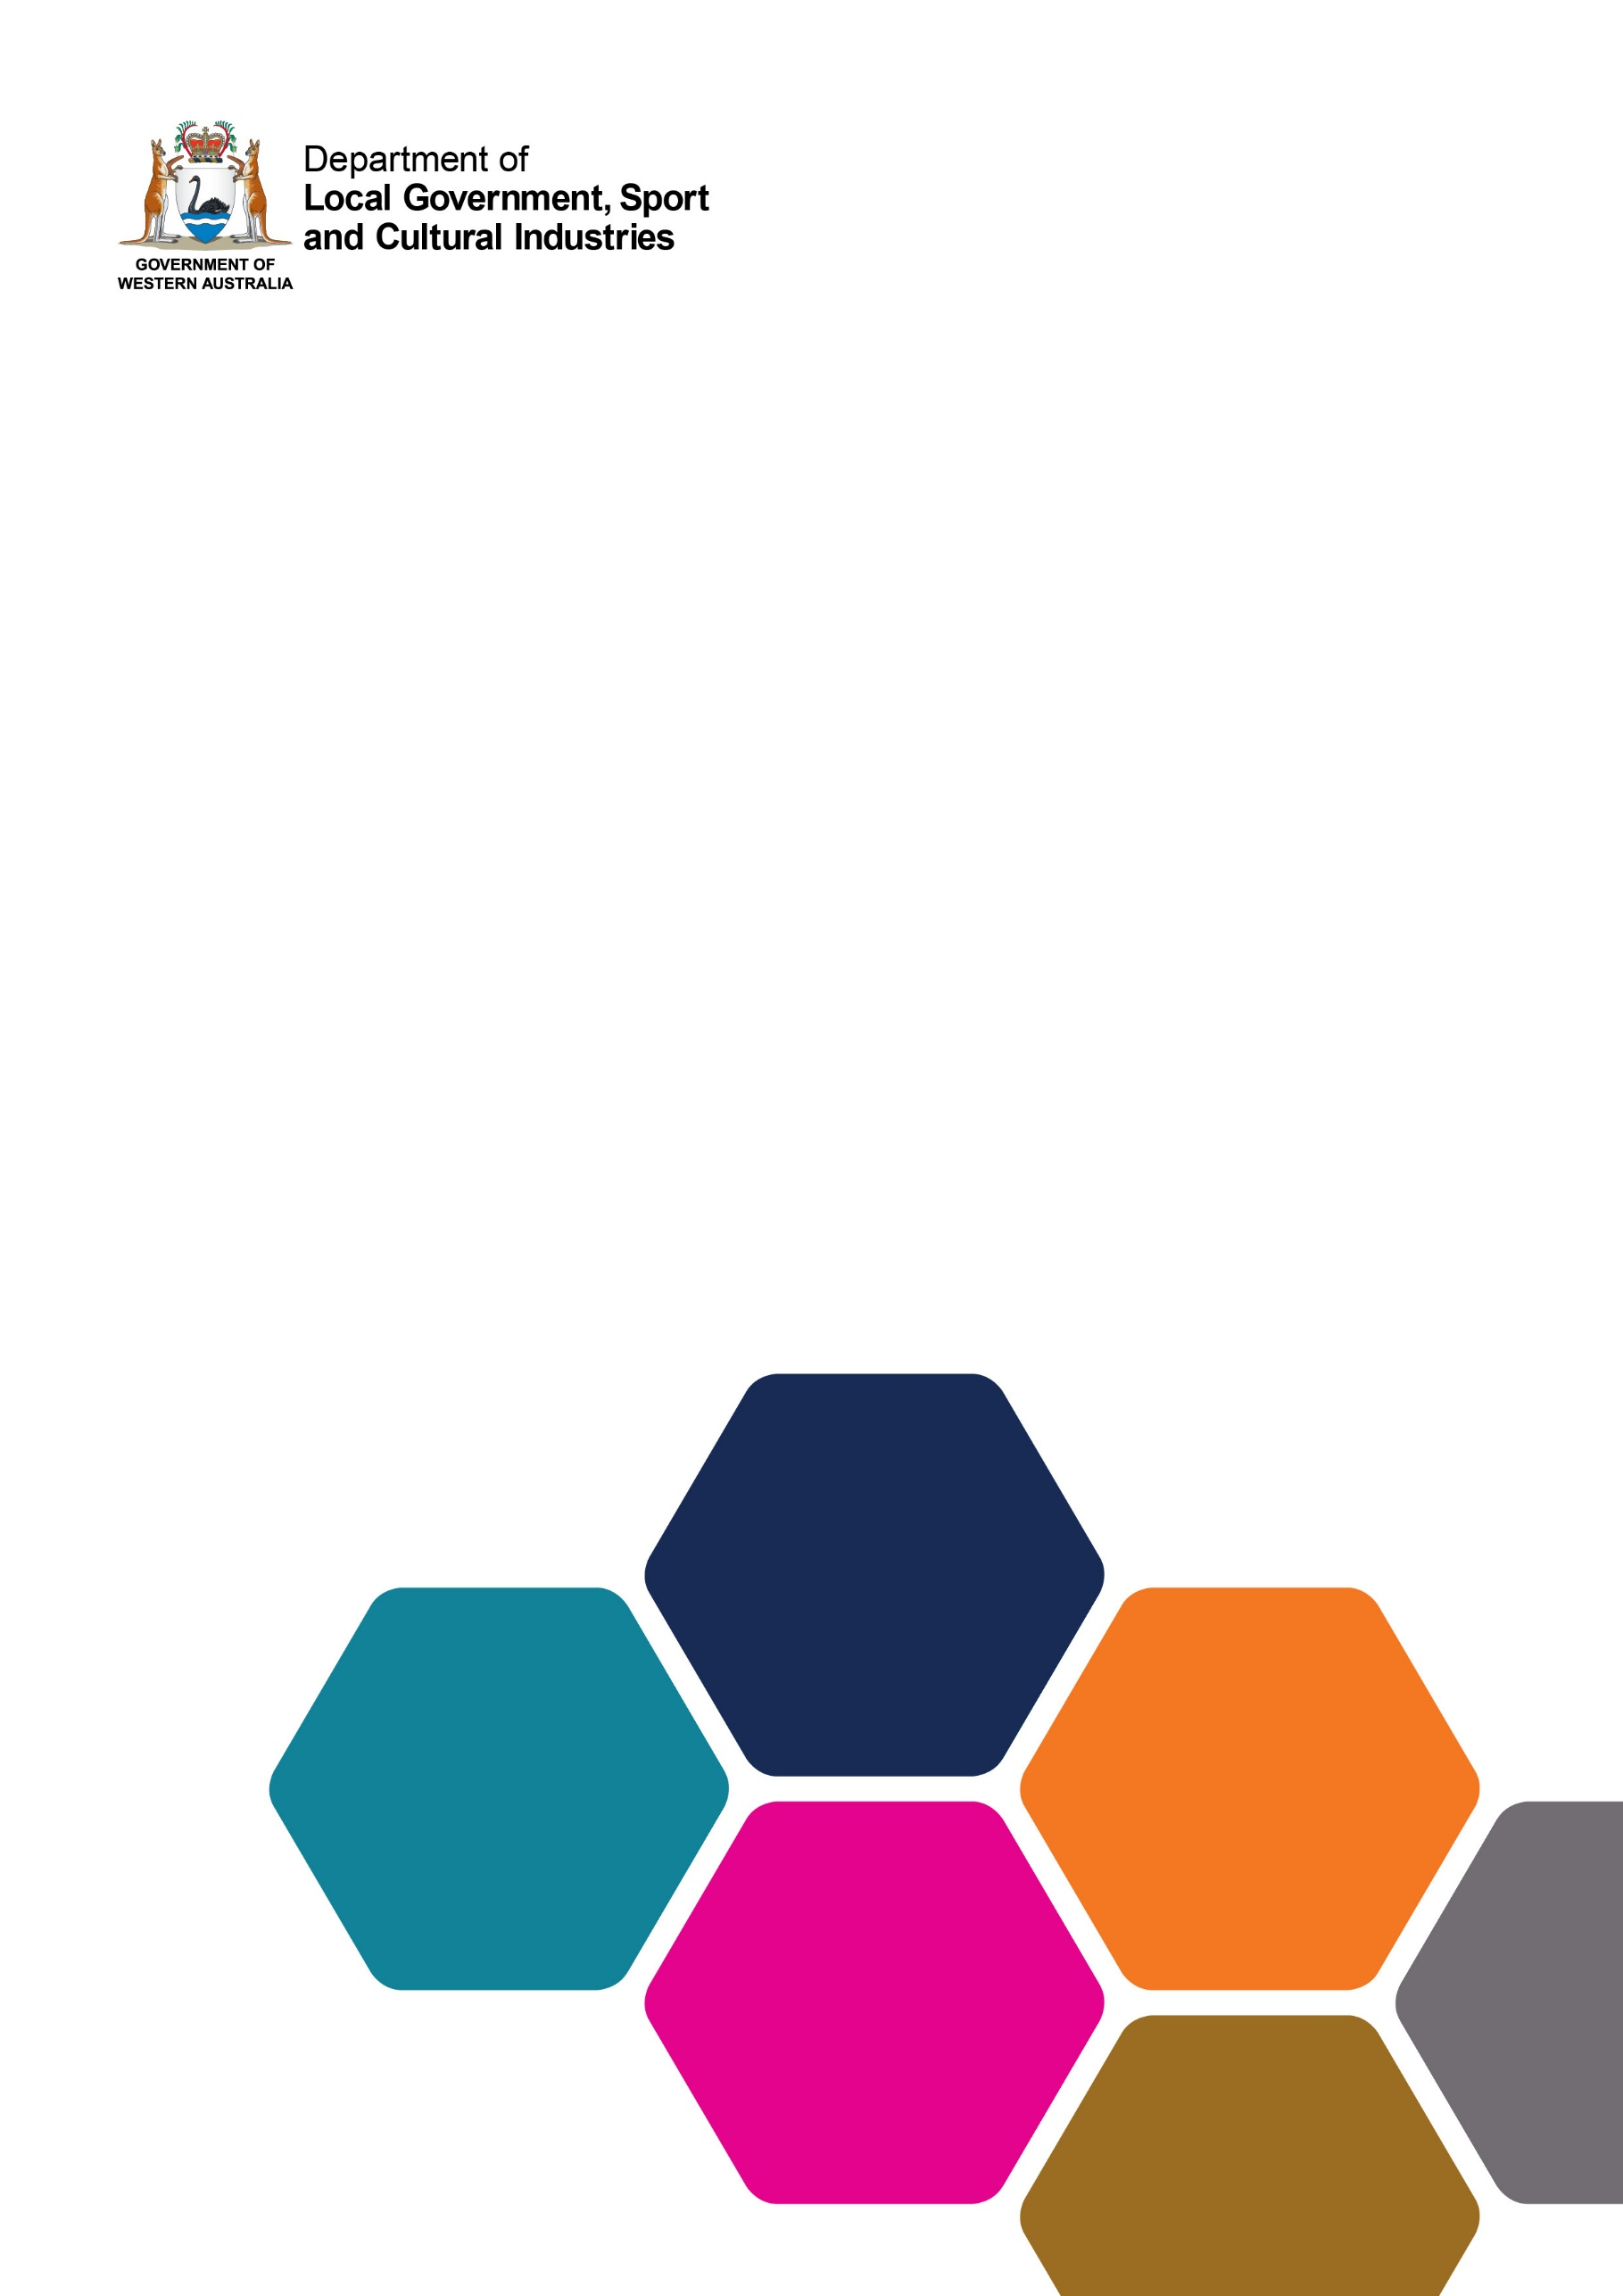 Department of
Local Government, Sport
and Cultural Industries
GOVERNMENT OF
WESTERN AUSTRALIA